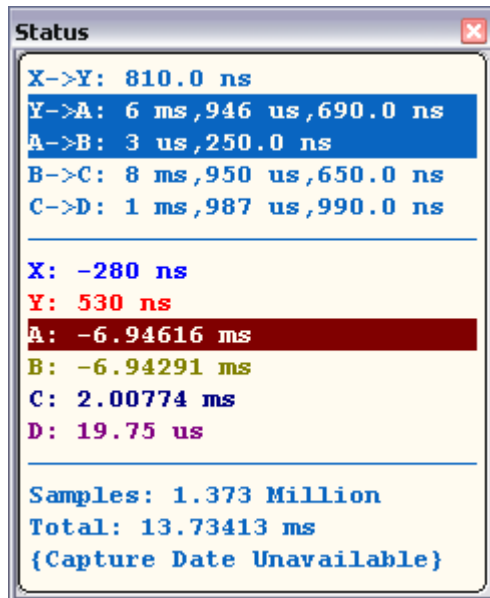 Status
X->Y: 810.0 ns
Y->A: 6 ms,946 us,690.0 ns
A->B: 3 us,250.0 ns
B->C: 8 ms,950 us,650.0 ns
C->D: 1 ms,987 us,990.0 ns
X: -280 ns
Y: 530 ns
A: -6.94616 ms
B: -6.94291 ms
C: 2.00774 ms
D: 19.75 us
Samples: 1.373 Million
Total: 13.73413 ms
{Capture Date Unavailable}